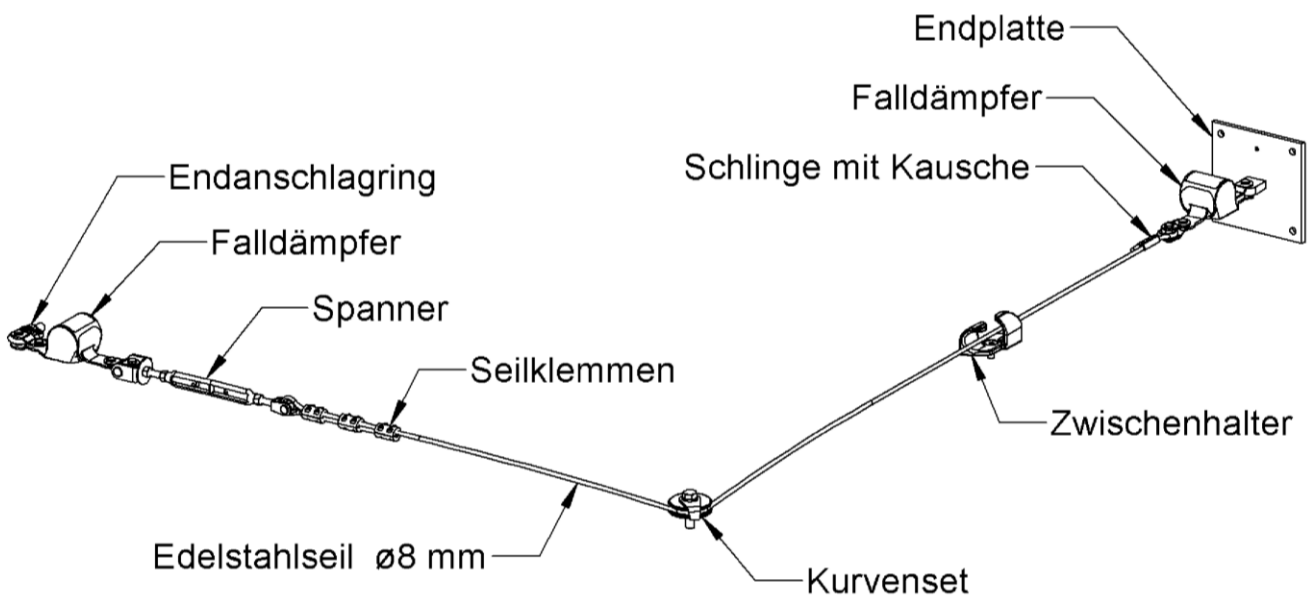 Endplatte
Falldämpfer
Schlinge mit Kausche
Endanschlagring
Falldämpfer
Spanner
Seilklemmen
Zwischenhalter
Edelstahlseil ø8 mm
Kurvenset